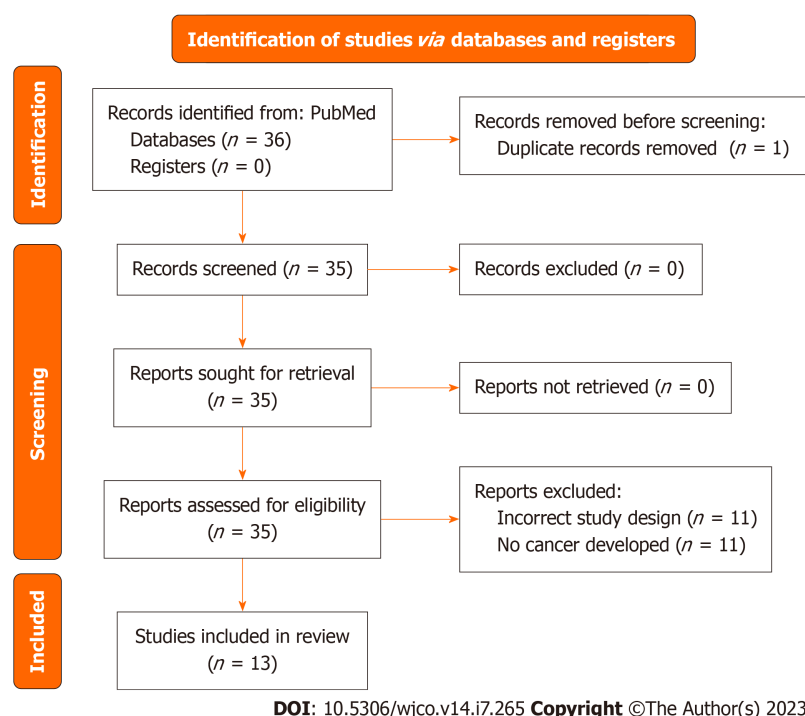 Identification of studies via databases and registers
Identification
Records identified from: PubMed
Databases (n = 36)
Registers (n = 0)
Records removed before screening:
Duplicate records removed (n = 1)
Screening
Records screened (n = 35)
Records excluded (n = 0)
Reports sought for retrieval
(n = 35)
Reports not retrieved (n = 0)
Reports assessed for eligibility
(n = 35)
Reports excluded:
Incorrect study design (n = 11)
No cancer developed (n = 11)
Included
Studies included in review
(n = 13)
DOI: 10.5306/wjco.v14.i7.265 Copyright ©The Author(s) 2023